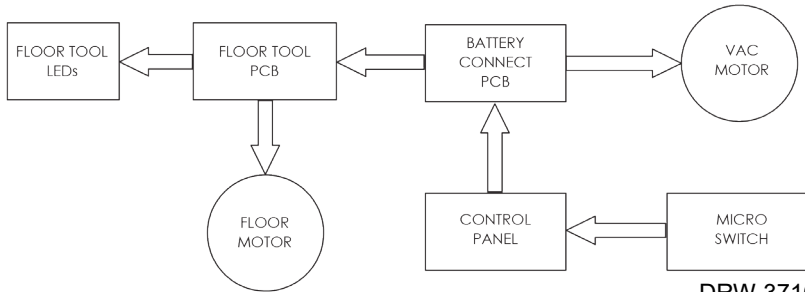 FLOOR TOOL
LEDs
FLOOR TOOL
PCB
BATTERY
CONNECT
PCB
VAC
MOTOR
FLOOR
MOTOR
CONTROL
PANEL
MICRO
SWITCH